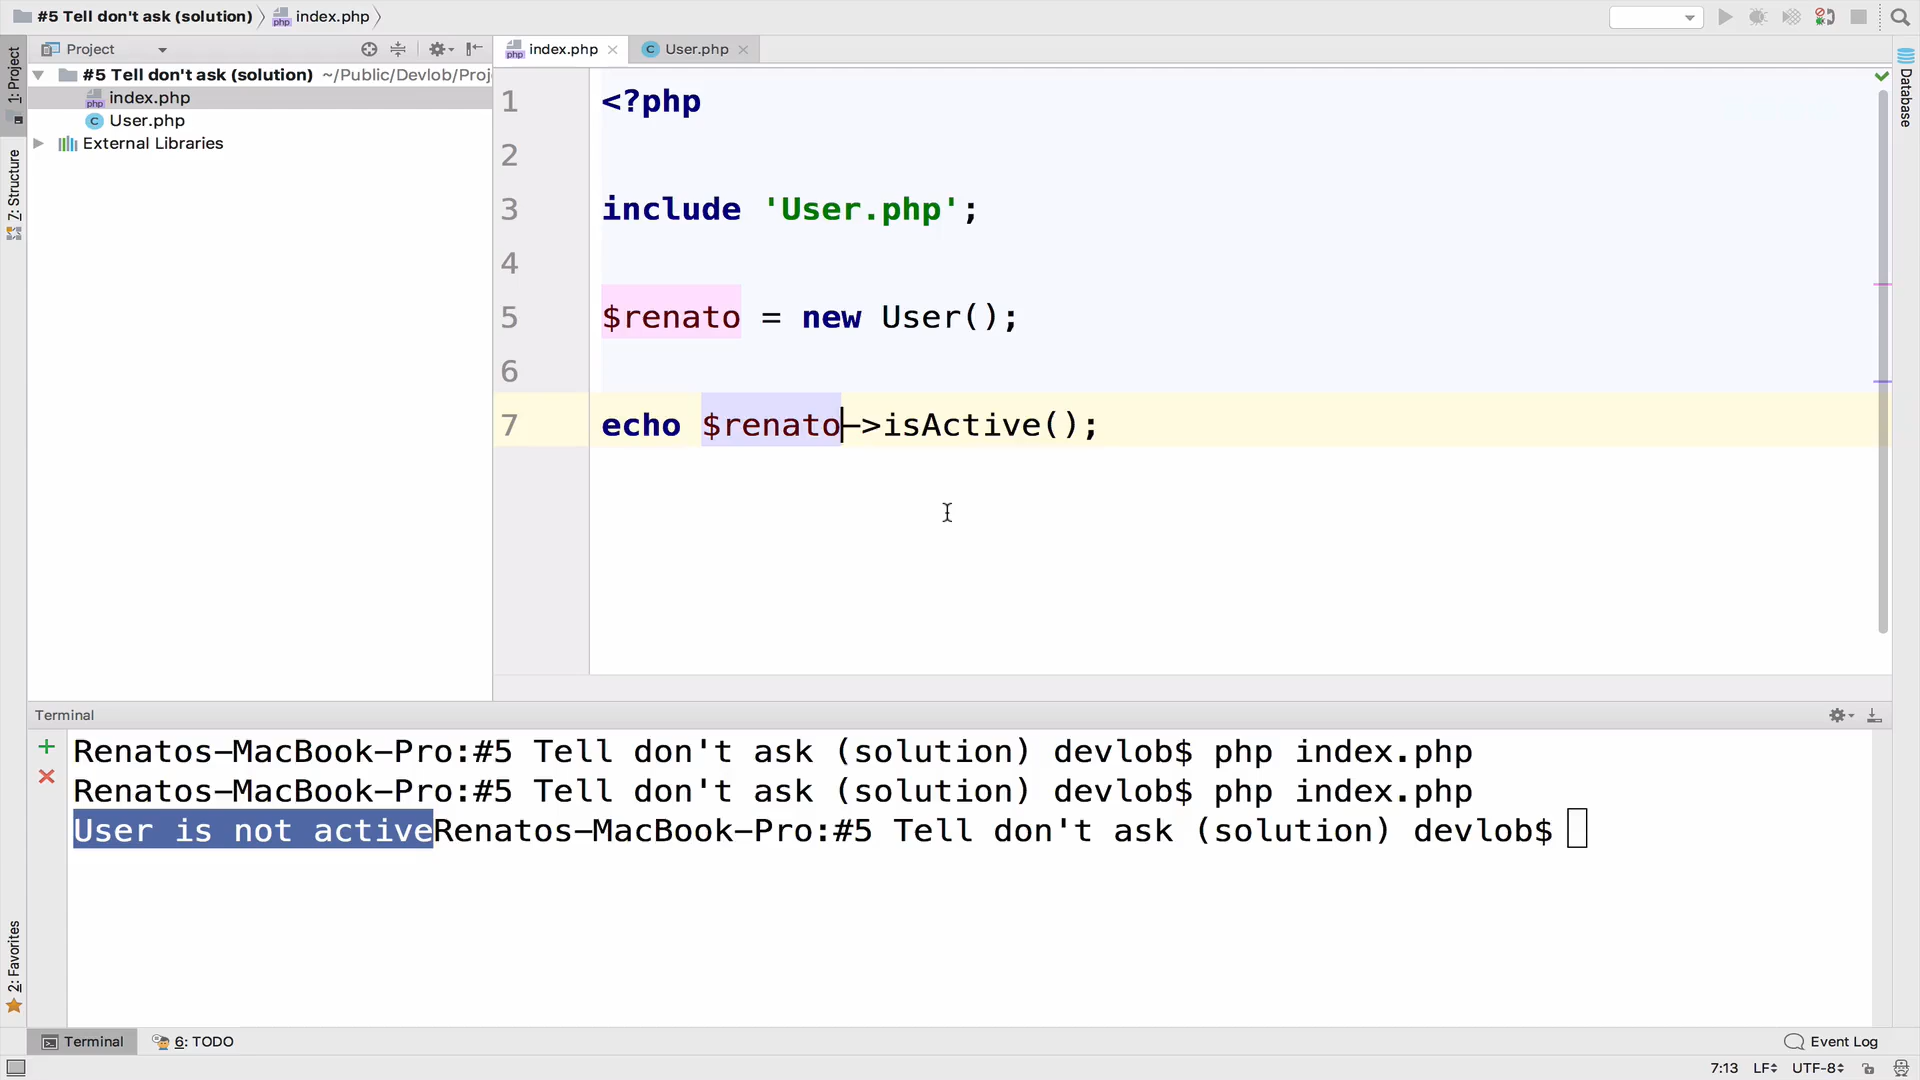 #5 Tell don't ask (solution) index.php
1: Project
7: Structure
2: Favorites
Database
Project
#5 Tell don't ask (solution) ~/Public/Devlob/Proj
index.php
User.php
External Libraries
index.php User.php
1 <?php
2
3 include 'User.php';
4
5 $renato = new User();
6
7 echo $renato->isActive();
Terminal
Renatos-MacBook-Pro:#5 Tell don't ask (solution) devlob$ php index.php
Renatos-MacBook-Pro:#5 Tell don't ask (solution) devlob$ php index.php
User is not activeRenatos-MacBook-Pro:#5 Tell don't ask (solution) devlob$
Terminal 6: TODO Event Log
7:13 LF UTF-8